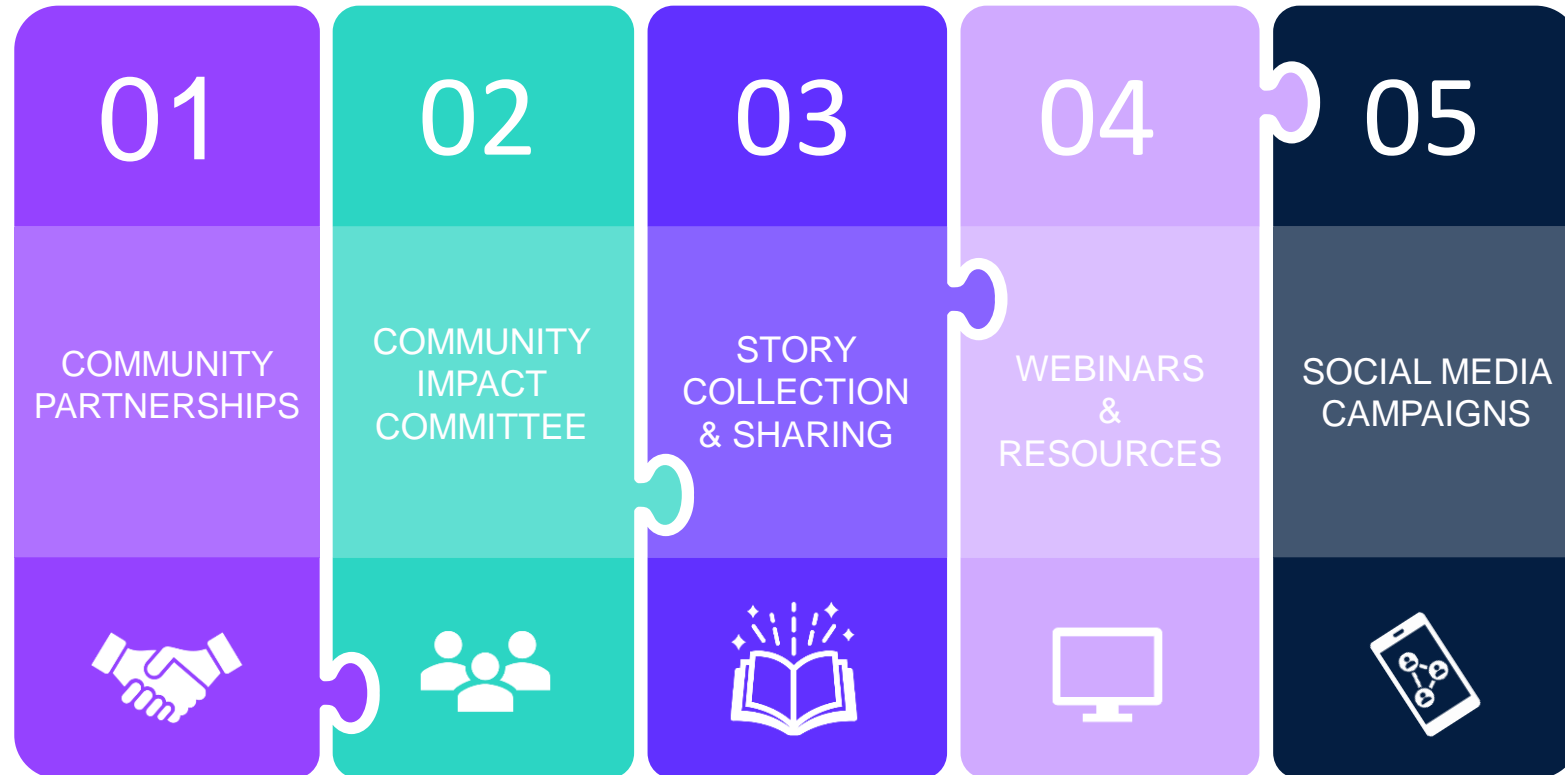 01
COMMUNITY
PARTNERSHIPS
02
COMMUNITY
IMPACT
COMMITTEE
03
STORY
COLLECTION
& SHARING
04
WEBINARS
&
RESOURCES
05
SOCIAL MEDIA
CAMPAIGNS